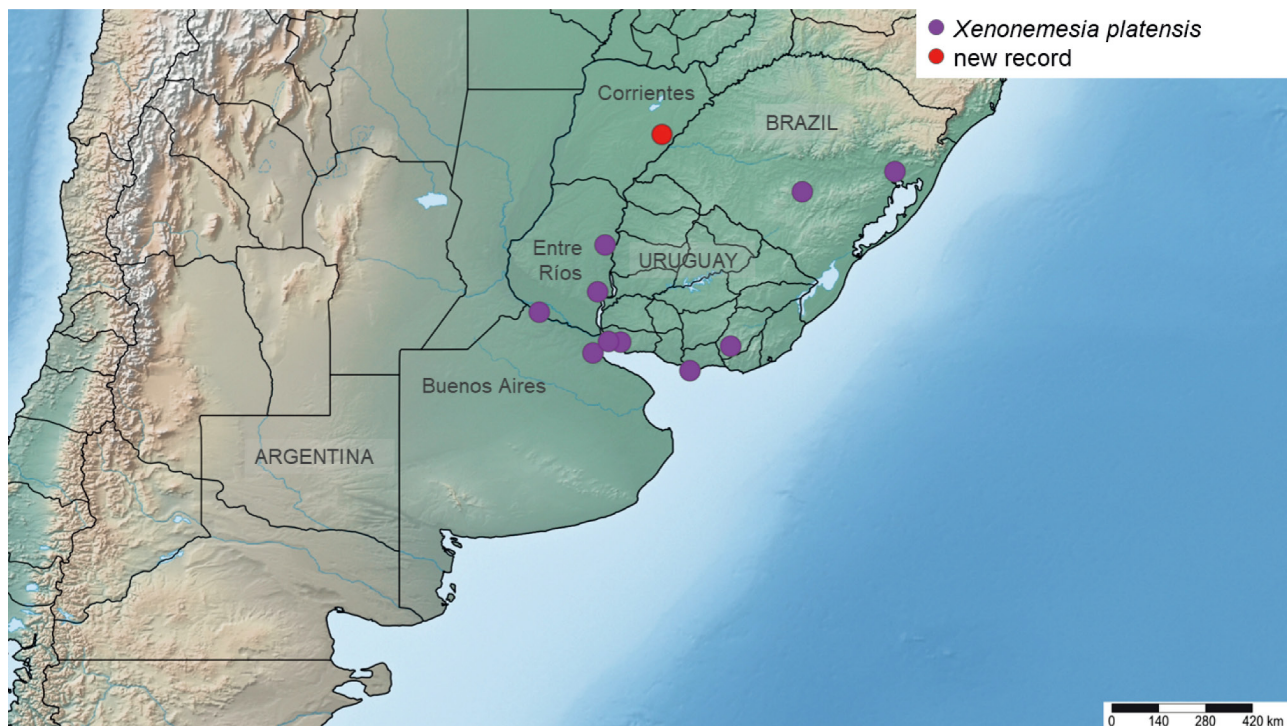 Xenonemesia platensis
new record
Corrientes
BRAZIL
Entre
Ríos
URUGUAY
Buenos Aires
ARGENTINA
0 140 280 420 km